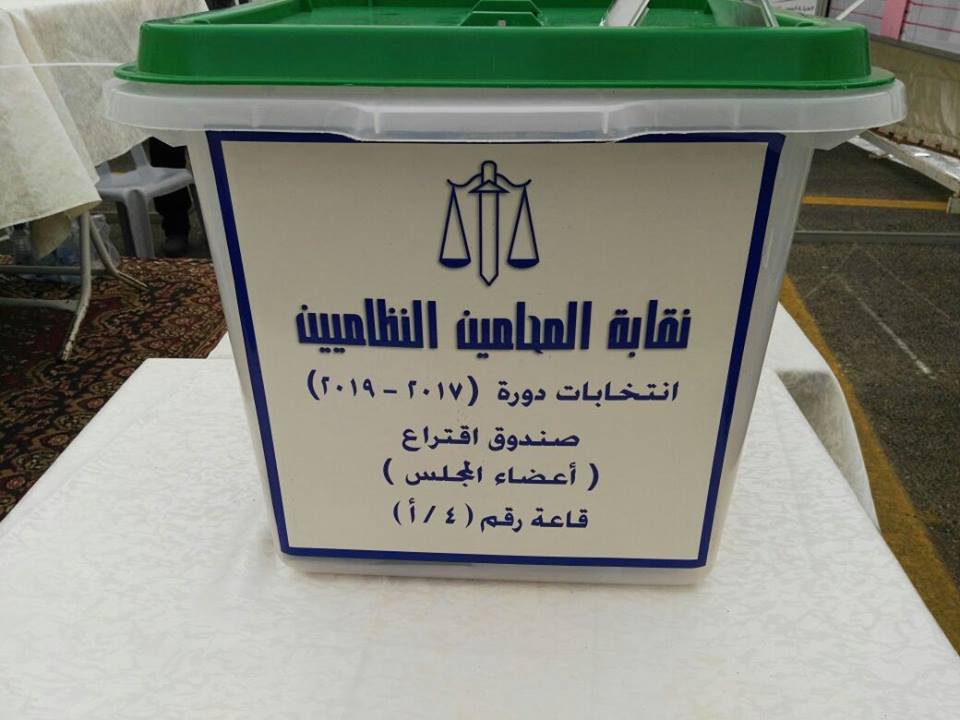 نقابة المحامين النظاميين
انتخابات دورة (٢٠١٧ - ٢٠١٩)
صندوق اقتراع
( أعضاء المجلس )
قاعة رقم (٤ / أ)